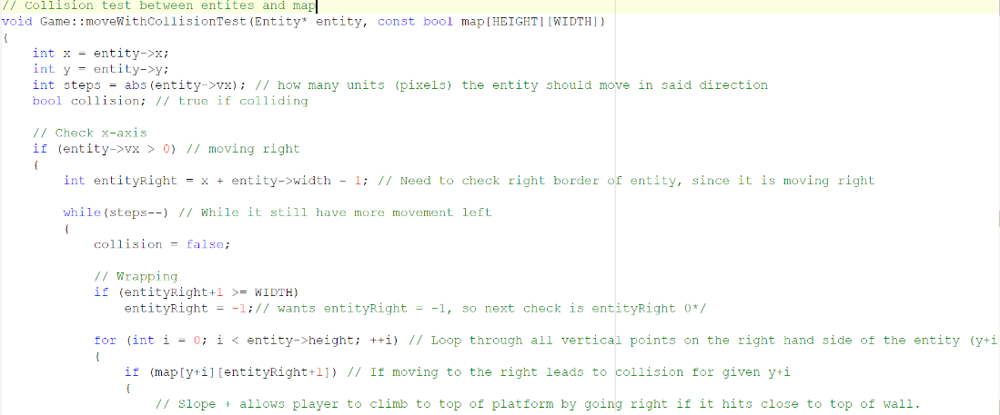 // Collision test between entites and map
void Game::moveWithCollisionTest(Entity* entity, const bool map[HEIGHT][WIDTH])
{
    int x = entity->x;
    int y = entity->y;
    int steps = abs(entity->vx); // how many units (pixels) the entity should move in said direction
    bool collision; // true if colliding

    // Check x-axis
    if (entity->vx > 0) // moving right
    {
        int entityRight = x + entity->width - 1; // Need to check right border of entity, since it is moving right

        while(steps--) // While it still have more movement left
        {
            collision = false;

            // Wrapping
            if (entityRight+1 >= WIDTH)
                entityRight = -1;// wants entityRight = -1, so next check is entityRight 0*/

            for (int i = 0; i < entity->height; ++i) // Loop through all vertical points on the right hand side of the entity (y+i
            {
                if (map[y+i][entityRight+1]) // If moving to the right leads to collision for given y+i
                {
                    // Slope + allows player to climb to top of platform by going right if it hits close to top of wall.